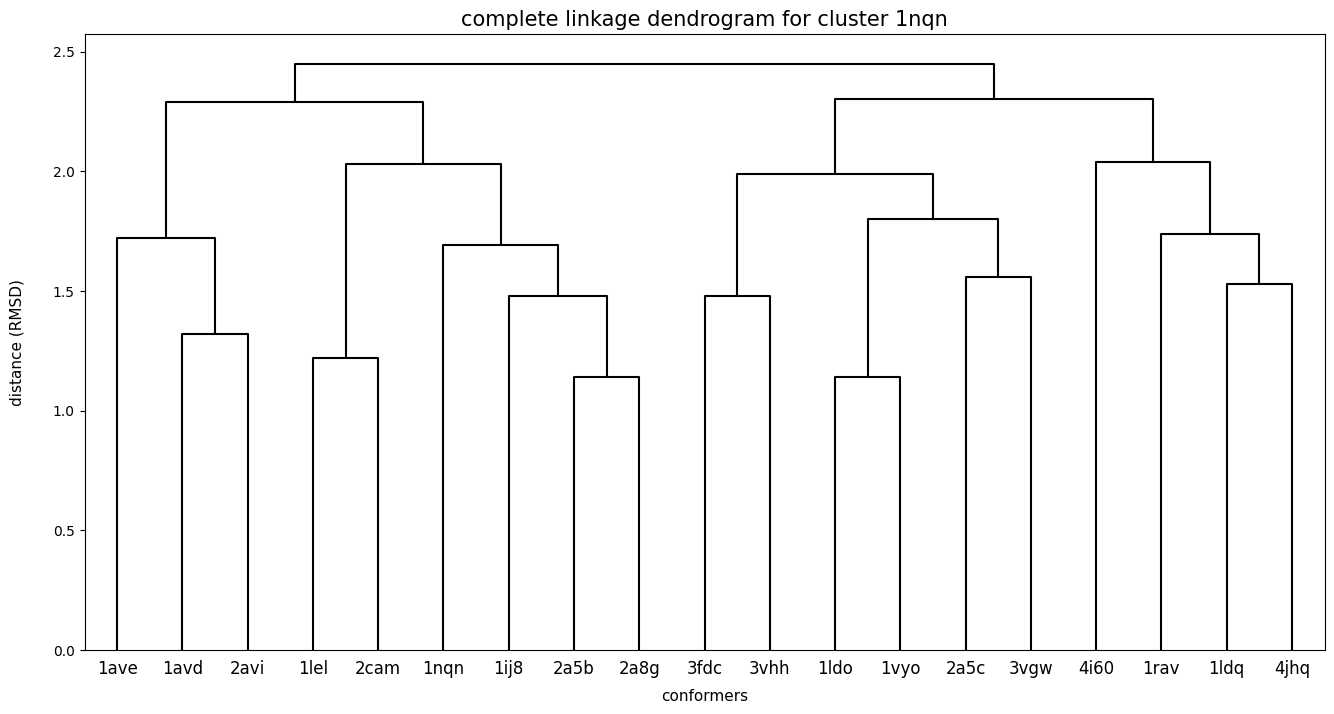 complete linkage dendrogram for cluster 1nqn
2.5
2.0
1.5
1.0
0.5
0.0
distance (RMSD)
1ave 1avd 2avi 1lel 2cam 1nqn 1ij8 2a5b 2a8g 3fdc 3vhh 1ldo 1vyo 2a5c 3vgw 4i60 1rav 1ldq 4jhq
conformers